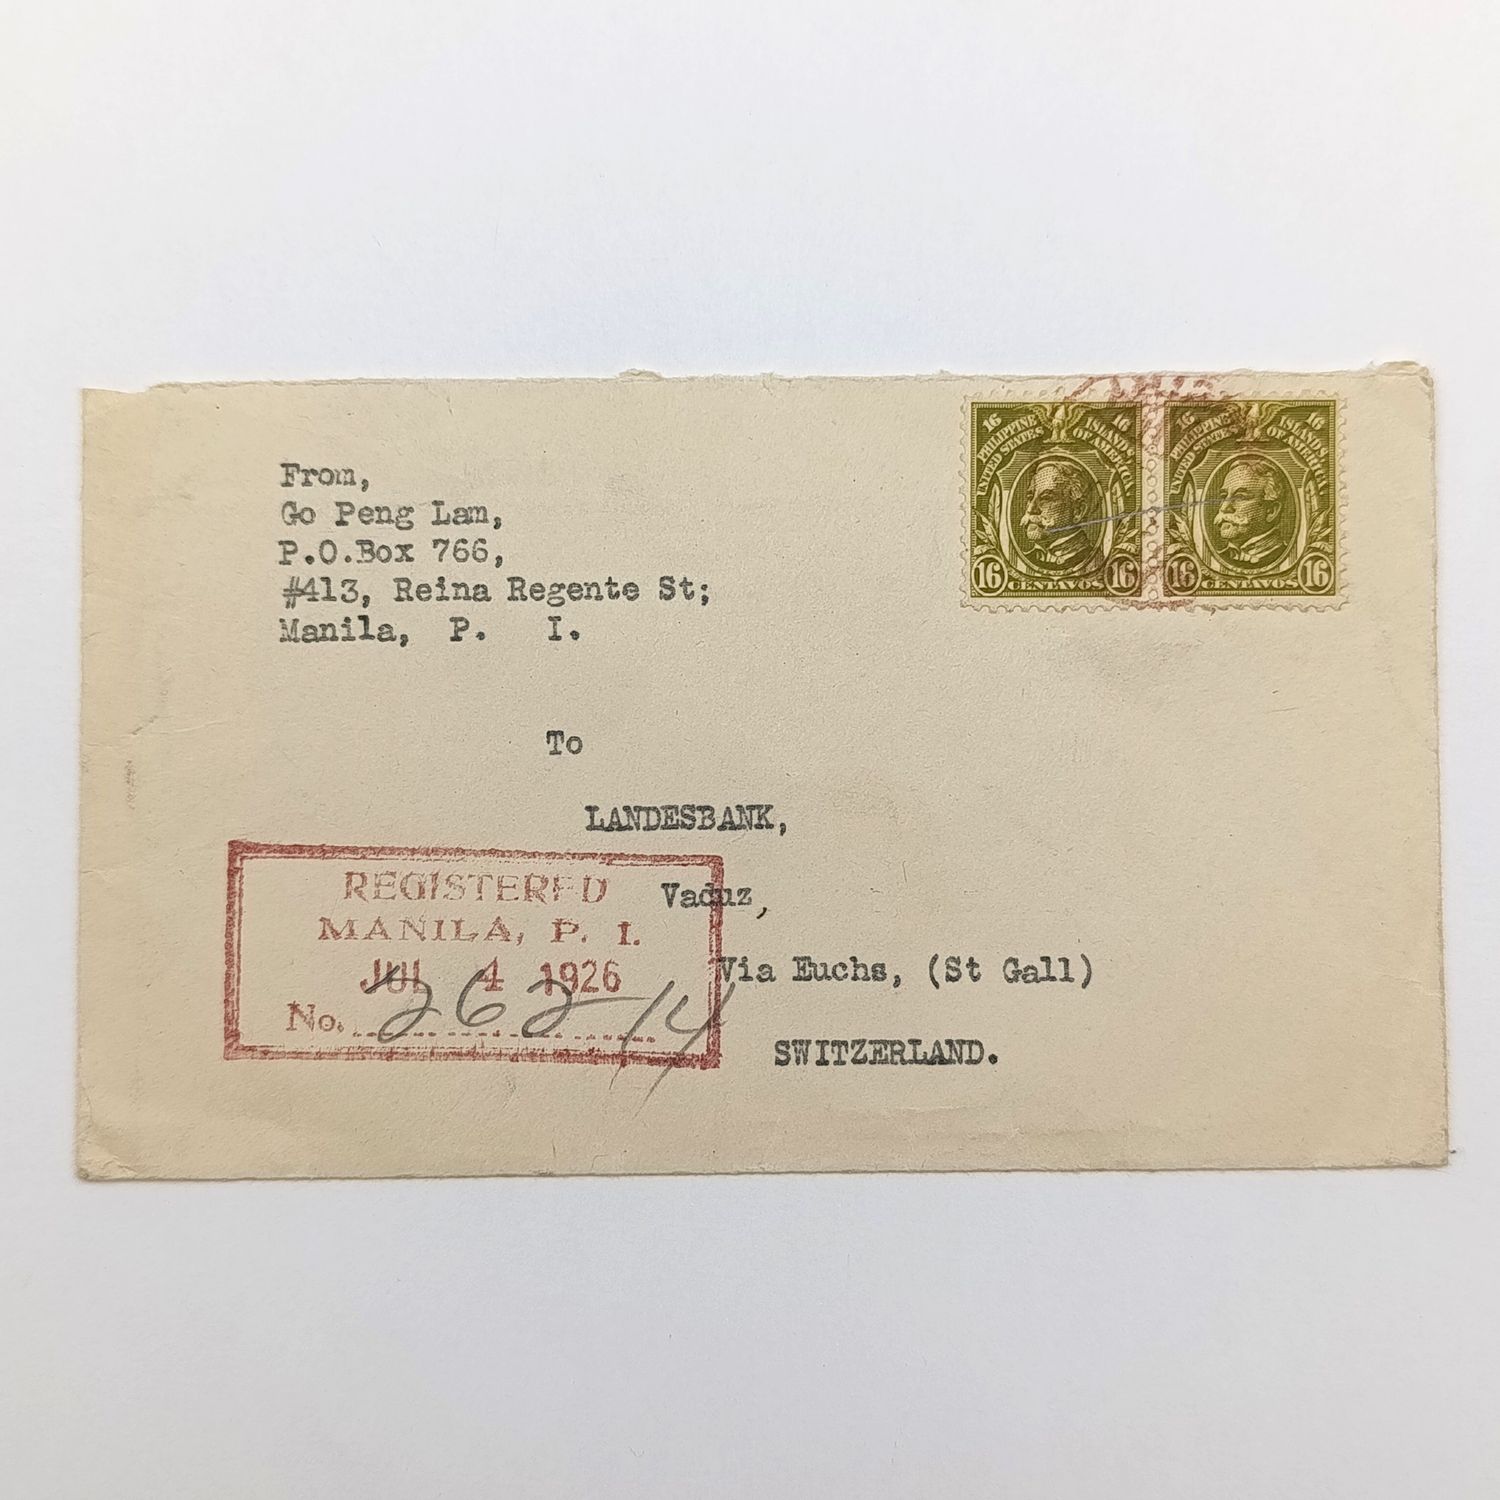 From,
Go Peng Lam,
P.O.Box 766,
#413, Reina Regente St;
Manila, P. I.
16 16
PHILIPPINE ISLANDS
UNITED STATES OF AMERICA
16 CENTAVOS 16
16 16
PHILIPPINE ISLANDS
UNITED STATES OF AMERICA
16 CENTAVOS 16
To
LANDESBANK,
Vaduz,
Via Euchs, (St Gall)
SWITZERLAND.
REGISTERED
MANILA, P. I.
JUL 4 1926
No. 26214